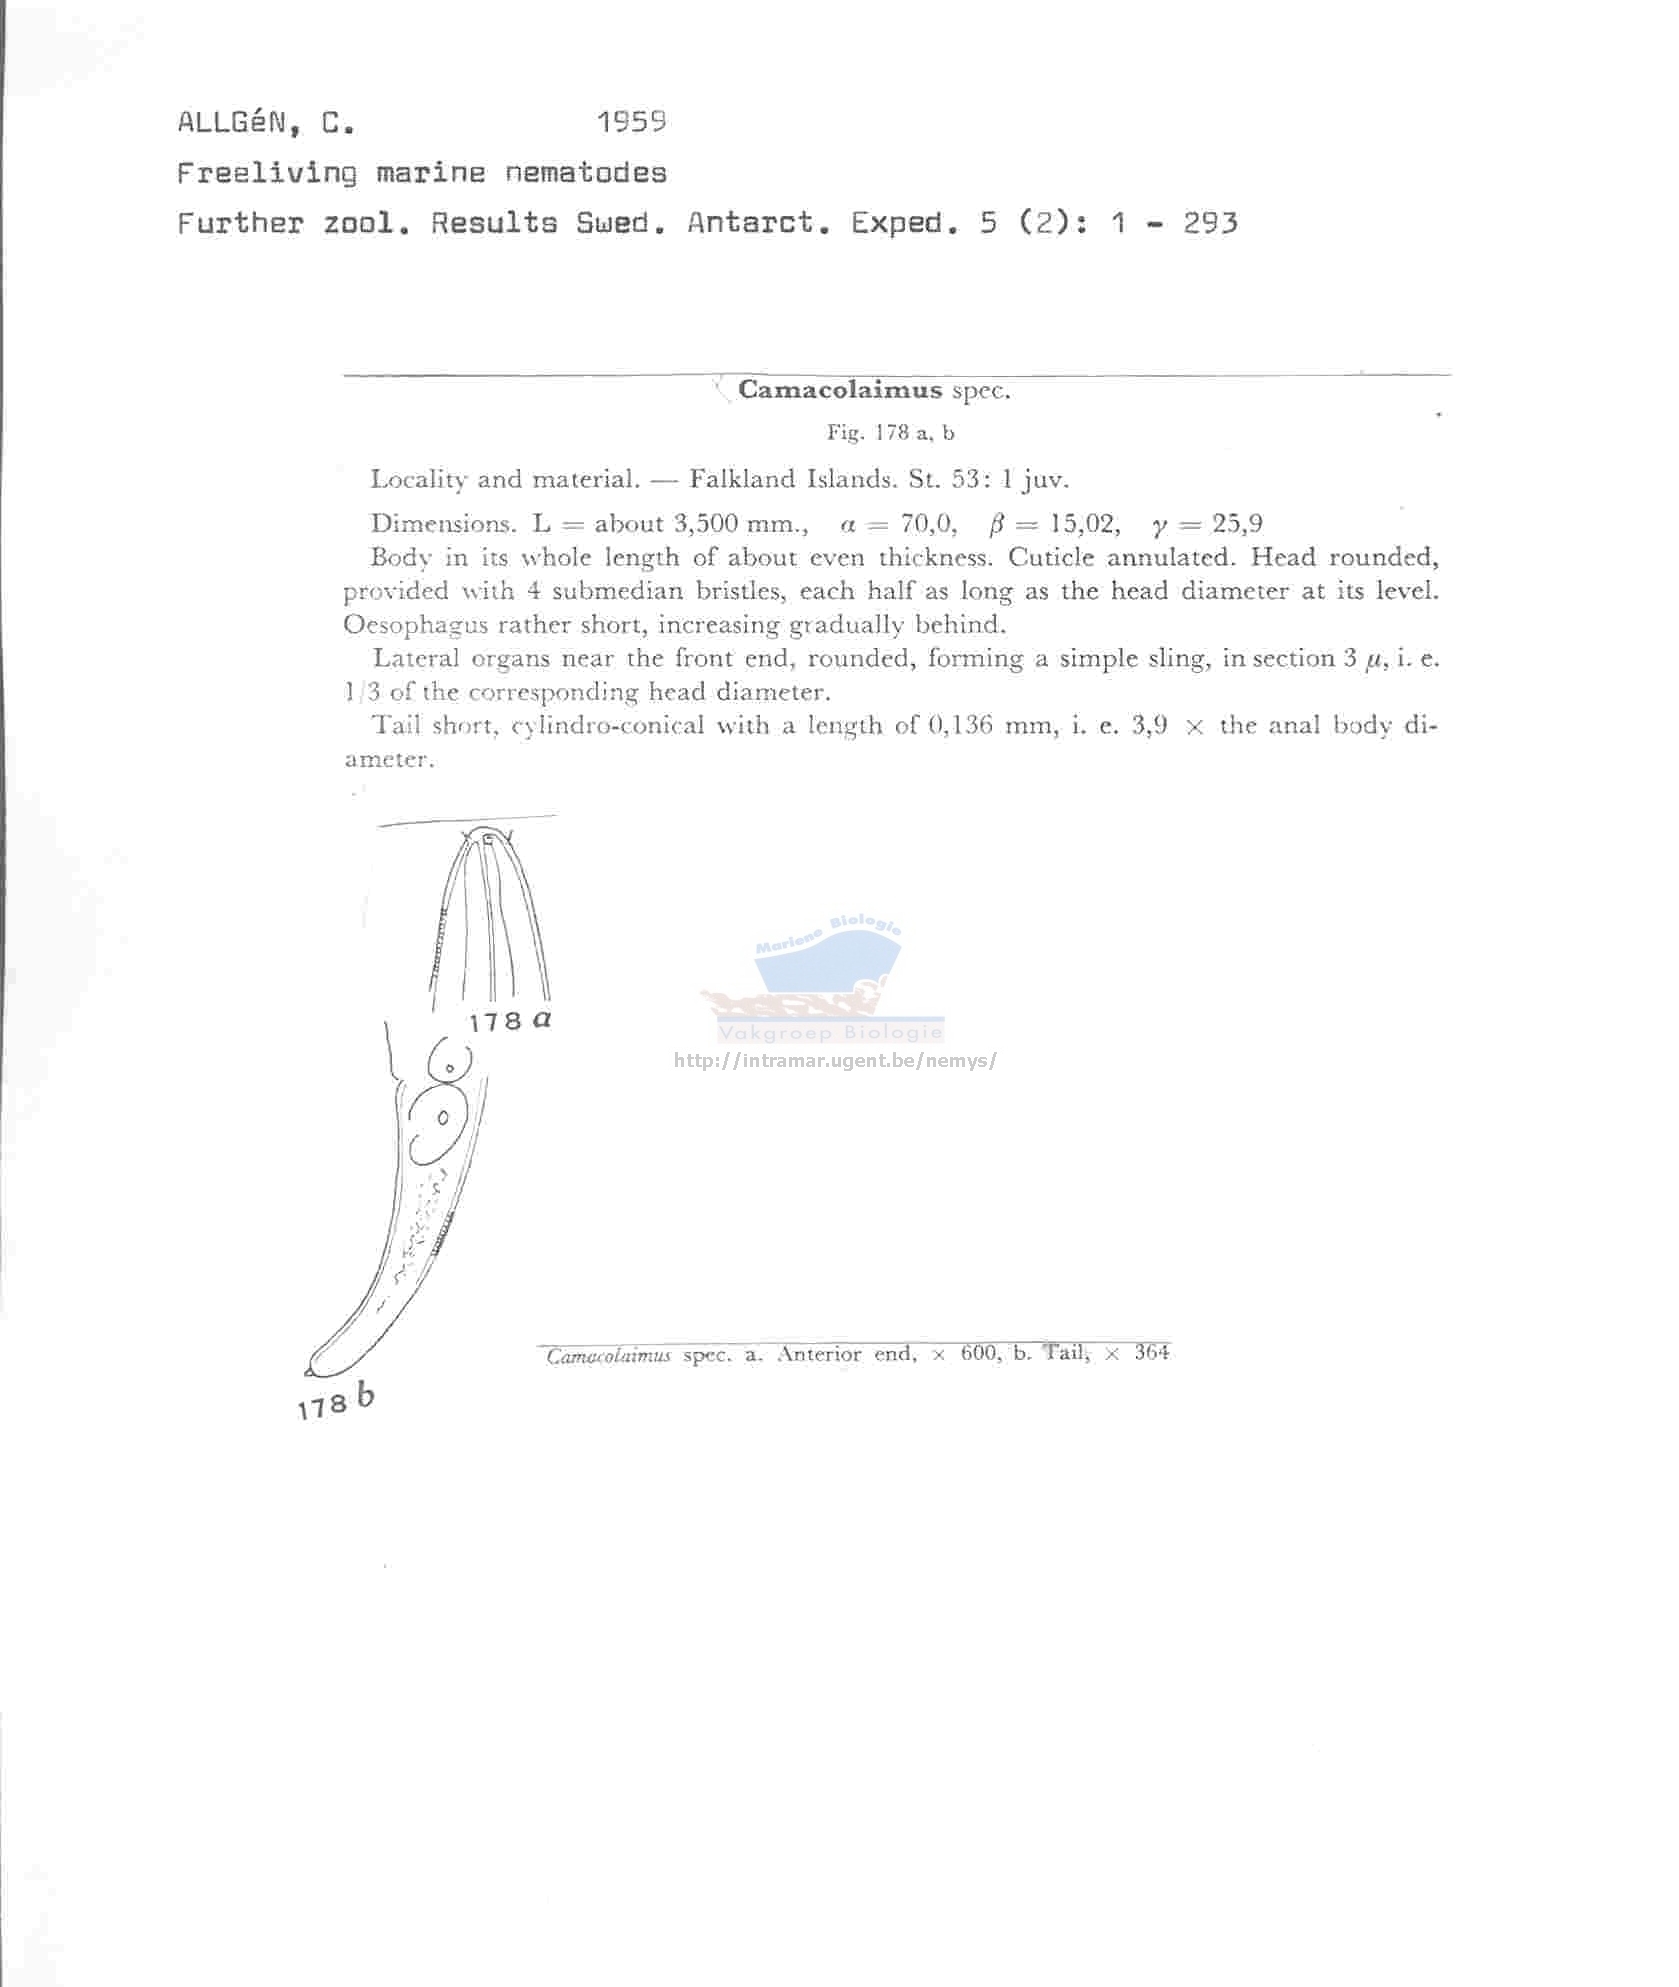 ALLGéN, C. 1959
Freeliving marine nematodes
Further zool. Results Swed. Antarct. Exped. 5 (2): 1 - 293
Camacolaimus spec.
Fig. 178 a, b
Locality and material. — Falkland Islands. St. 53: 1 juv.
Dimensions. L = about 3,500 mm., α = 70,0, β = 15,02, γ = 25,9
Body in its whole length of about even thickness. Cuticle annulated. Head rounded,
provided with 4 submedian bristles, each half as long as the head diameter at its level.
Oesophagus rather short, increasing gradually behind.
Lateral organs near the front end, rounded, forming a simple sling, in section 3 μ, i. e.
1/3 of the corresponding head diameter.
Tail short, cylindro-conical with a length of 0,136 mm, i. e. 3,9 × the anal body di-
ameter.
Mariene Biologie
178 a
Vakgroep Biologie
http://intramar.ugent.be/nemys/
Camacolaimus spec. a. Anterior end, × 600, b. Tail, × 364
178 b